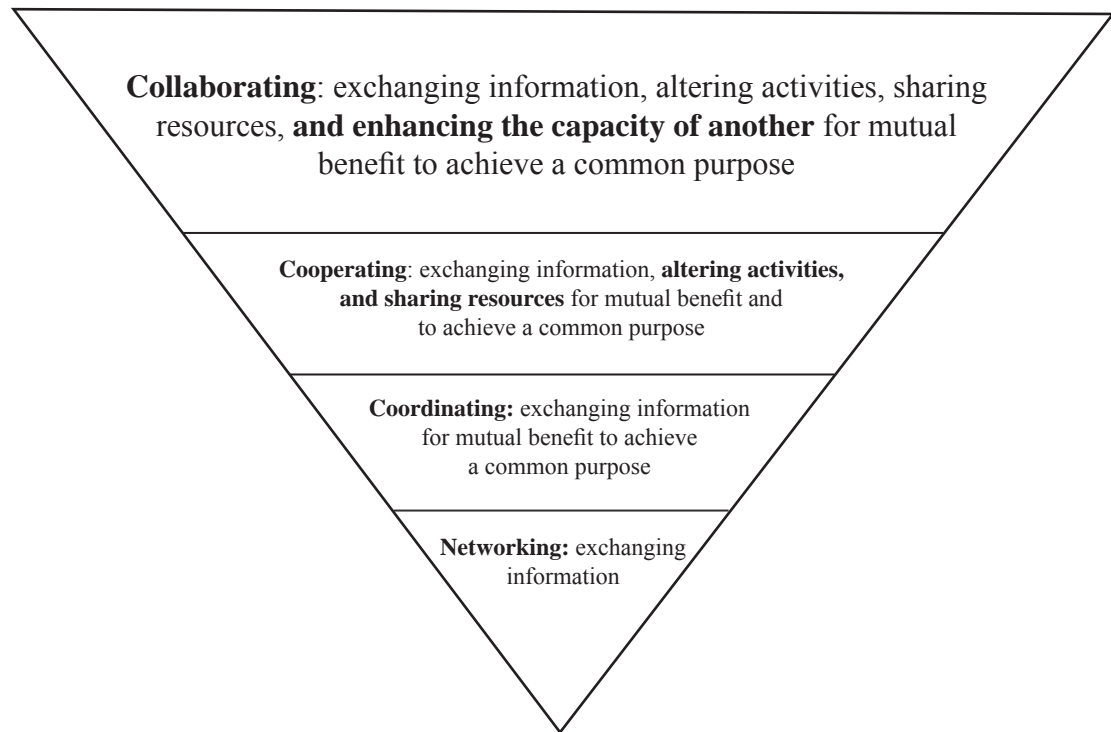 Collaborating: exchanging information, altering activities, sharing
resources, and enhancing the capacity of another for mutual
benefit to achieve a common purpose
Cooperating: exchanging information, altering activities,
and sharing resources for mutual benefit and
to achieve a common purpose
Coordinating: exchanging information
for mutual benefit to achieve
a common purpose
Networking: exchanging
information